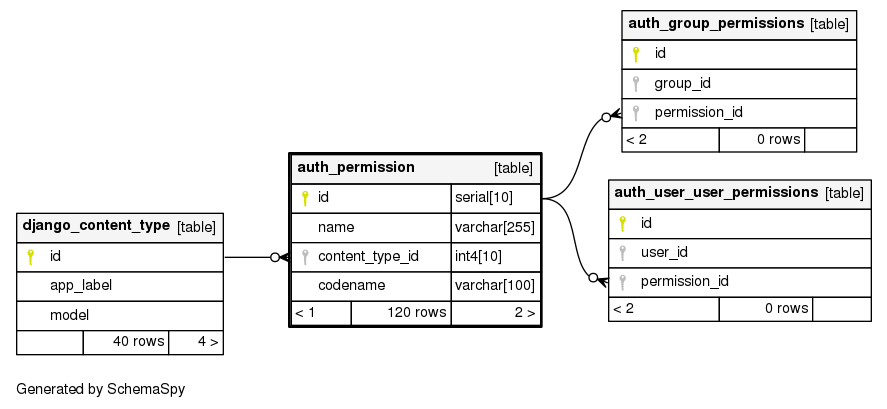 auth_group_permissions [table]
id
group_id
permission_id
< 2 0 rows
auth_permission [table]
id serial[10]
name varchar[255]
content_type_id int4[10]
codename varchar[100]
< 1 120 rows 2 >
auth_user_user_permissions [table]
id
user_id
permission_id
< 2 0 rows
django_content_type [table]
id
app_label
model
40 rows 4 >
Generated by SchemaSpy